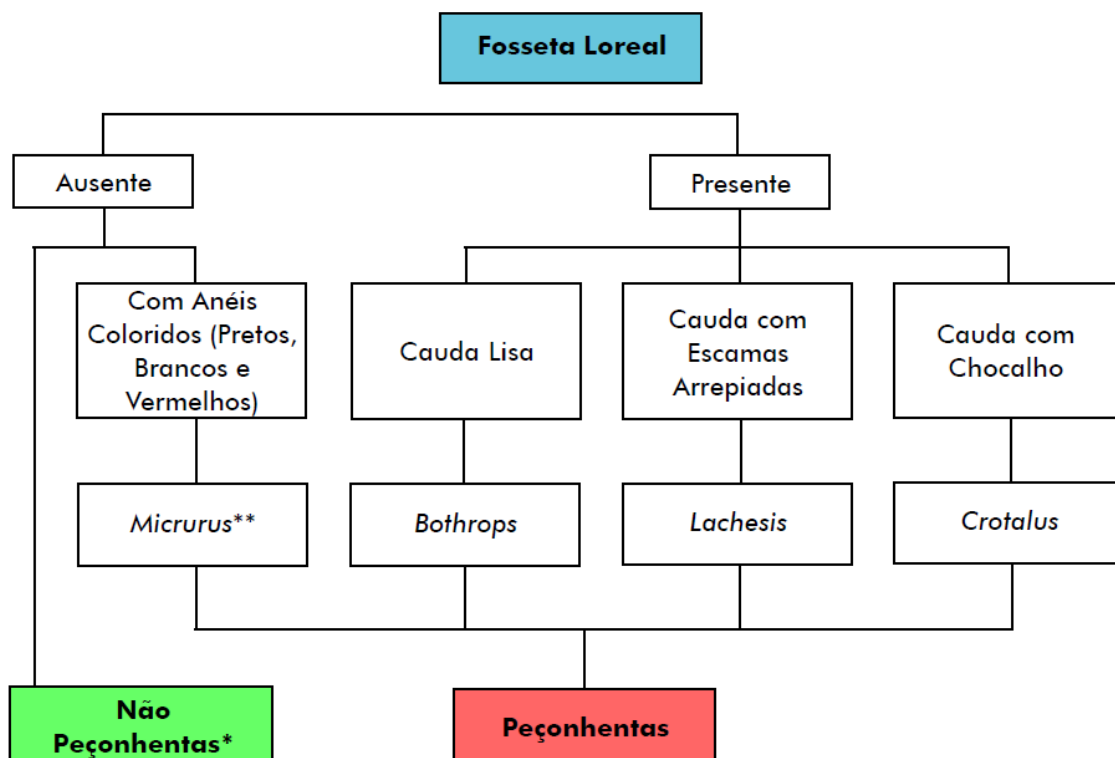 Fosseta Loreal
Ausente
Presente
Com Anéis
Coloridos (Pretos,
Brancos e
Vermelhos)
Cauda Lisa
Cauda com
Escamas
Arrepiadas
Cauda com
Chocalho
Micrurus**
Bothrops
Lachesis
Crotalus
Não
Peçonhentas*
Peçonhentas